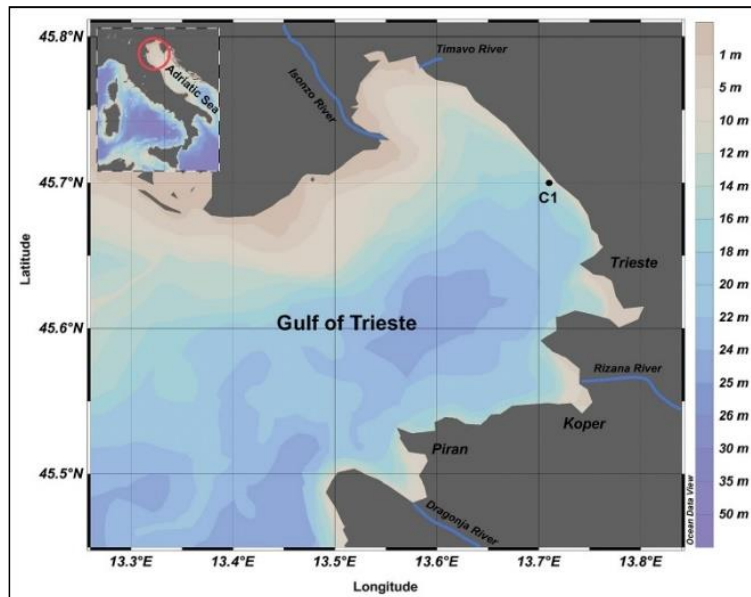 45.8°N
45.7°N
45.6°N
45.5°N
Latitude
Adriatic Sea
Isonzo River
Timavo River
C1
Trieste
Gulf of Trieste
Rizana River
Koper
Piran
Dragonja River
13.3°E
13.4°E
13.5°E
13.6°E
13.7°E
13.8°E
Longitude
Ocean Data View
1 m
5 m
10 m
12 m
14 m
16 m
18 m
20 m
22 m
24 m
25 m
26 m
30 m
35 m
50 m